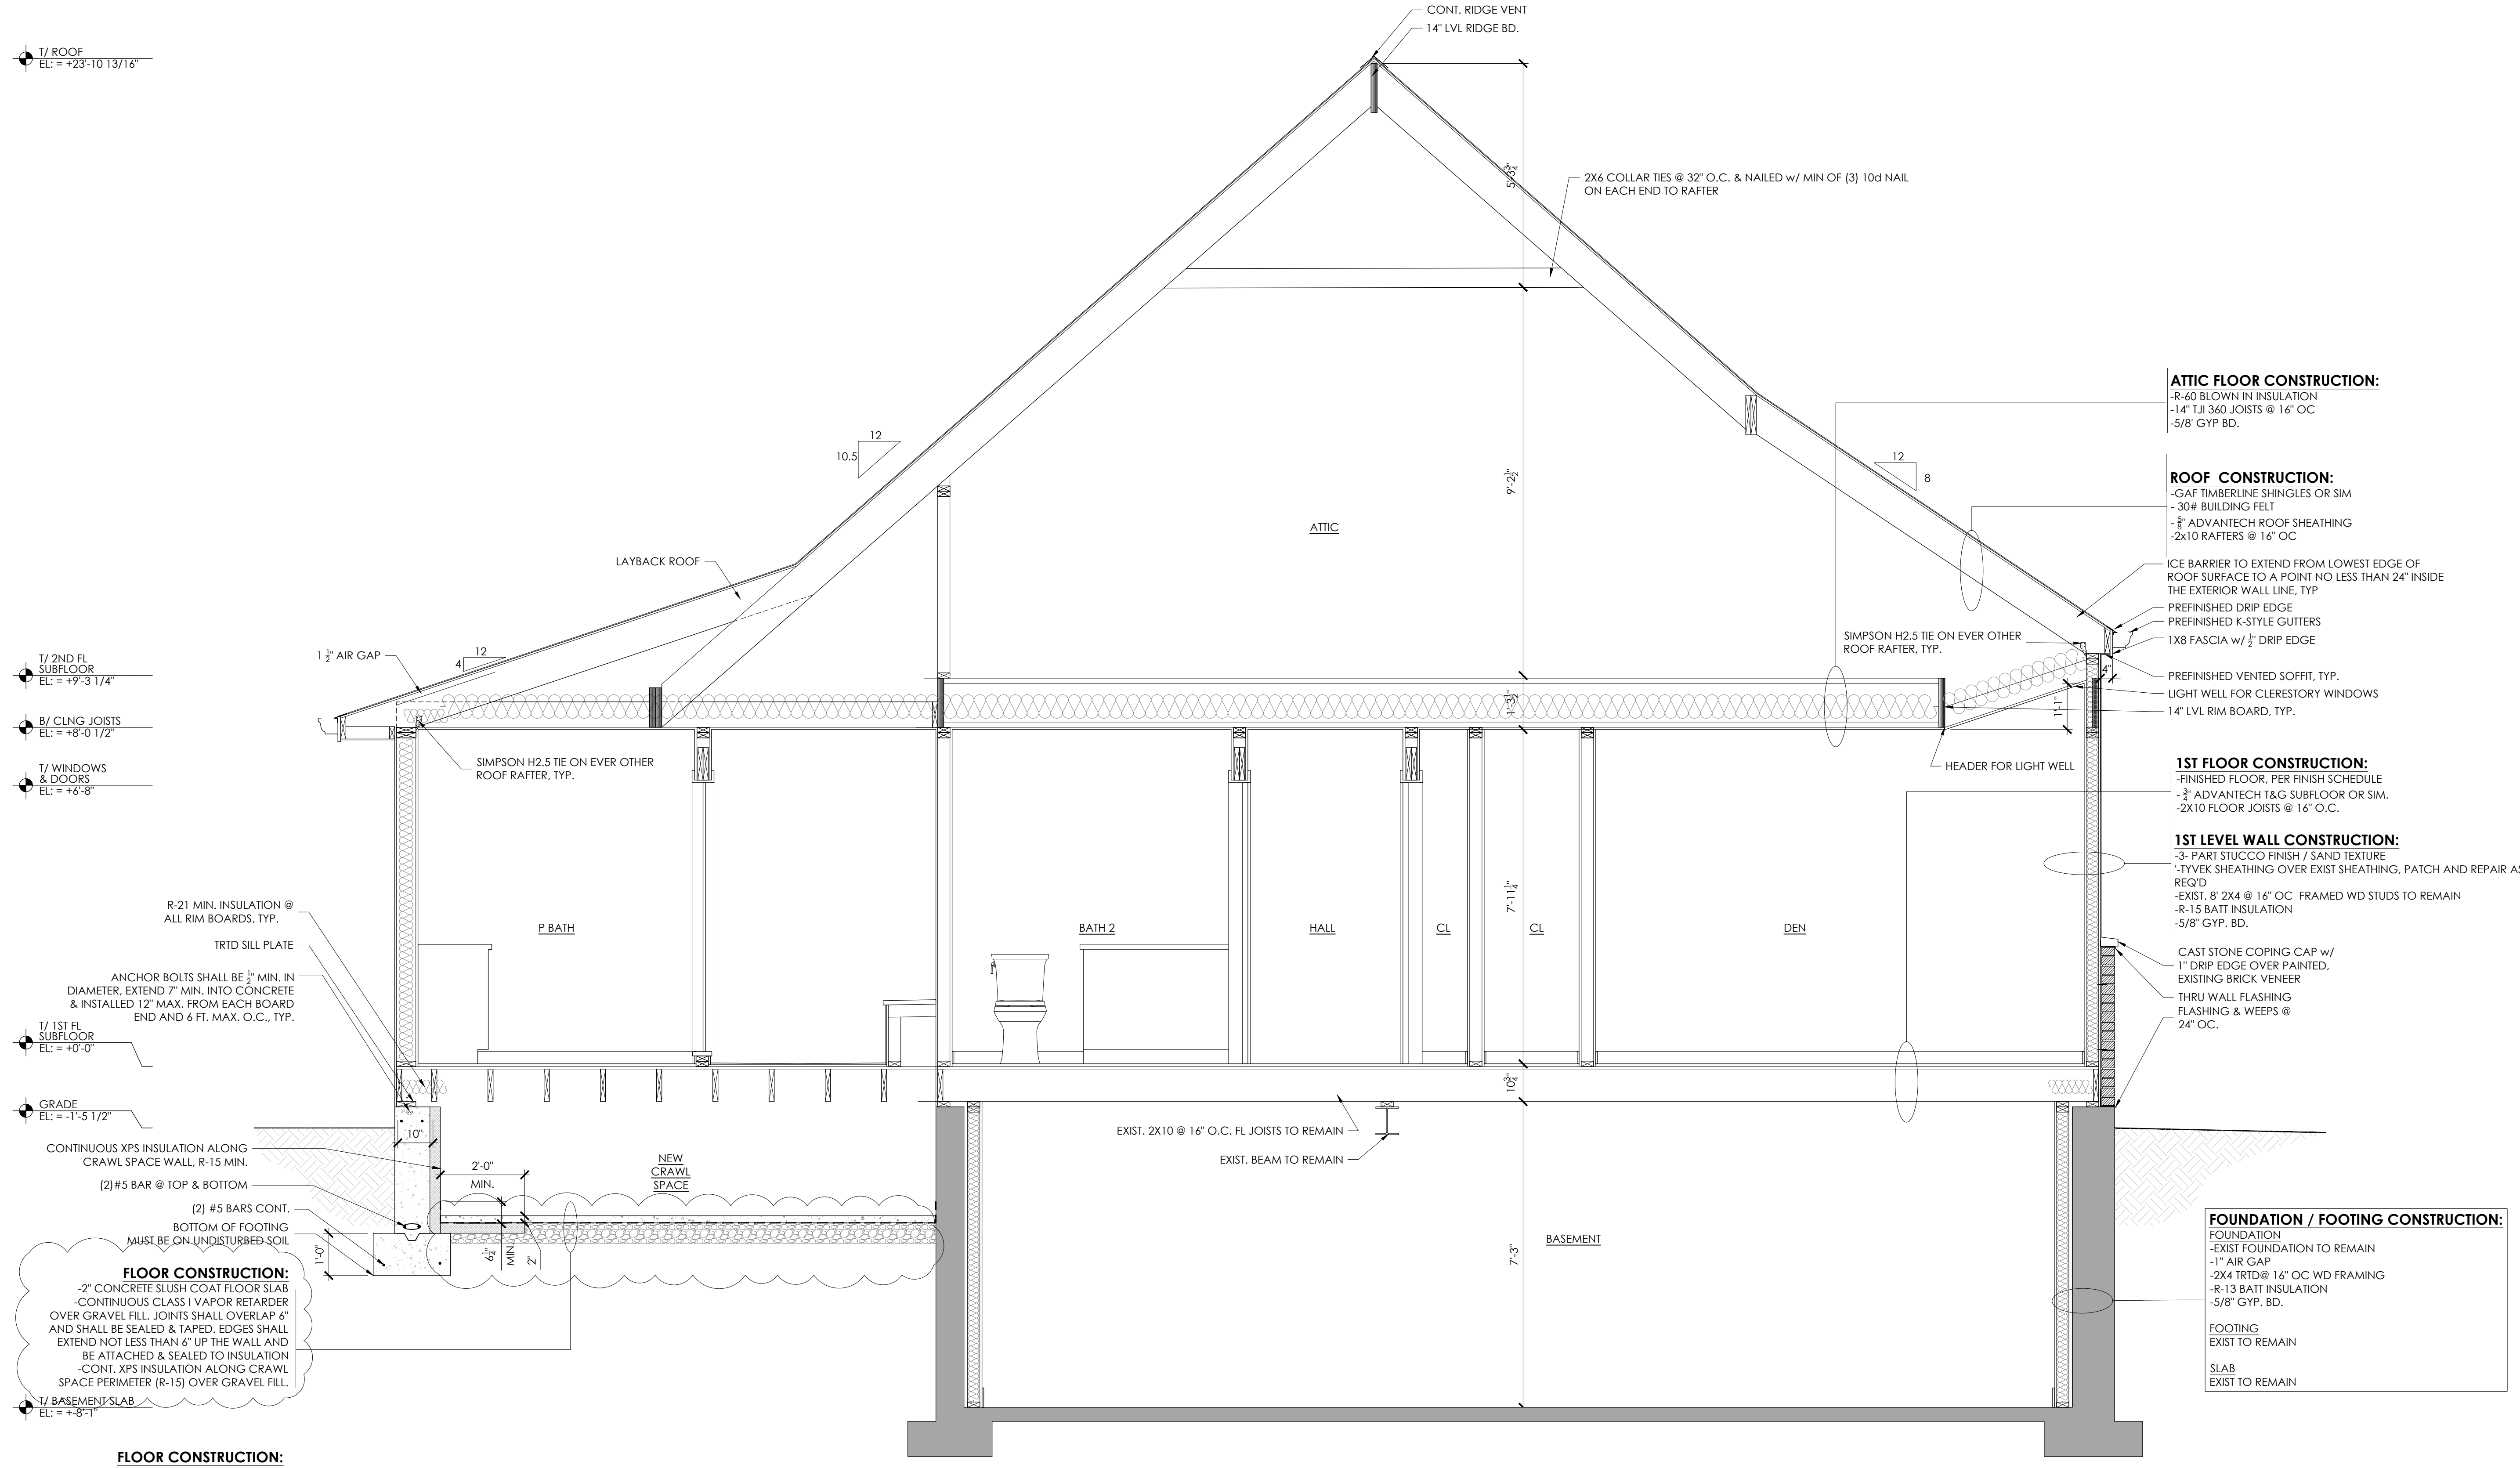 CONT. RIDGE VENT
14" LVL RIDGE BD.
T/ ROOF
EL: = +23'-10 13/16"
5'-3 3/4"
2X6 COLLAR TIES @ 32" O.C. & NAILED w/ MIN OF (3) 10d NAIL
ON EACH END TO RAFTER
ATTIC FLOOR CONSTRUCTION:
-R-60 BLOWN IN INSULATION
-14" TJI 360 JOISTS @ 16" OC
-5/8' GYP BD.
12
10.5
12
8
9'-2 1/2"
ROOF  CONSTRUCTION:
-GAF TIMBERLINE SHINGLES OR SIM
- 30# BUILDING FELT
- 5/8" ADVANTECH ROOF SHEATHING
-2x10 RAFTERS @ 16" OC
ATTIC
LAYBACK ROOF
ICE BARRIER TO EXTEND FROM LOWEST EDGE OF
ROOF SURFACE TO A POINT NO LESS THAN 24" INSIDE
THE EXTERIOR WALL LINE, TYP
PREFINISHED DRIP EDGE
PREFINISHED K-STYLE GUTTERS
1X8 FASCIA w/ 1/2" DRIP EDGE
SIMPSON H2.5 TIE ON EVER OTHER
ROOF RAFTER, TYP.
1 1/2" AIR GAP
12
4
T/ 2ND FL
SUBFLOOR
EL: = +9'-3 1/4"
4"
PREFINISHED VENTED SOFFIT, TYP.
LIGHT WELL FOR CLERESTORY WINDOWS
14" LVL RIM BOARD, TYP.
1'-3 1/2"
1'-1"
B/ CLNG JOISTS
EL: = +8'-0 1/2"
SIMPSON H2.5 TIE ON EVER OTHER
ROOF RAFTER, TYP.
HEADER FOR LIGHT WELL
T/ WINDOWS
& DOORS
EL: = +6'-8"
1ST FLOOR CONSTRUCTION:
-FINISHED FLOOR, PER FINISH SCHEDULE
- 3/4" ADVANTECH T&G SUBFLOOR OR SIM.
-2X10 FLOOR JOISTS @ 16" O.C.
1ST LEVEL WALL CONSTRUCTION:
-3- PART STUCCO FINISH / SAND TEXTURE
'-TYVEK SHEATHING OVER EXIST SHEATHING, PATCH AND REPAIR AS
REQ'D
-EXIST. 8' 2X4 @ 16" OC  FRAMED WD STUDS TO REMAIN
-R-15 BATT INSULATION
-5/8" GYP. BD.
7'-11 1/4"
R-21 MIN. INSULATION @
ALL RIM BOARDS, TYP.
TRTD SILL PLATE
P BATH
BATH 2
HALL
CL
CL
DEN
CAST STONE COPING CAP w/
1" DRIP EDGE OVER PAINTED,
EXISTING BRICK VENEER
THRU WALL FLASHING
FLASHING & WEEPS @
24" OC.
ANCHOR BOLTS SHALL BE 1/2" MIN. IN
DIAMETER, EXTEND 7" MIN. INTO CONCRETE
& INSTALLED 12" MAX. FROM EACH BOARD
END AND 6 FT. MAX. O.C., TYP.
T/ 1ST FL
SUBFLOOR
EL: = +0'-0"
10 3/4"
GRADE
EL: = -1'-5 1/2"
10"
EXIST. 2X10 @ 16" O.C. FL JOISTS TO REMAIN
EXIST. BEAM TO REMAIN
CONTINUOUS XPS INSULATION ALONG
CRAWL SPACE WALL, R-15 MIN.
2'-0"
MIN.
NEW
CRAWL
SPACE
(2)#5 BAR @ TOP & BOTTOM
(2) #5 BARS CONT.
BOTTOM OF FOOTING
MUST BE ON UNDISTURBED SOIL
1'-0"
6 1/4"
MIN.
2"
7'-3"
BASEMENT
FOUNDATION / FOOTING CONSTRUCTION:
FOUNDATION
-EXIST FOUNDATION TO REMAIN
-1" AIR GAP
-2X4 TRTD@ 16" OC WD FRAMING
-R-13 BATT INSULATION
-5/8" GYP. BD.
FOOTING
EXIST TO REMAIN
SLAB
EXIST TO REMAIN
FLOOR CONSTRUCTION:
-2" CONCRETE SLUSH COAT FLOOR SLAB
-CONTINUOUS CLASS I VAPOR RETARDER
OVER GRAVEL FILL. JOINTS SHALL OVERLAP 6"
AND SHALL BE SEALED & TAPED. EDGES SHALL
EXTEND NOT LESS THAN 6" UP THE WALL AND
BE ATTACHED & SEALED TO INSULATION
-CONT. XPS INSULATION ALONG CRAWL
SPACE PERIMETER (R-15) OVER GRAVEL FILL.
T/ BASEMENT SLAB
EL: = +-8'-1"
FLOOR CONSTRUCTION: